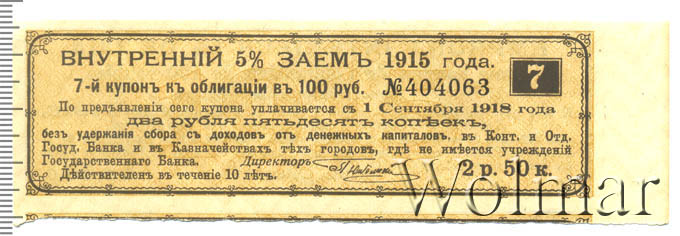 ВНУТРЕННІЙ 5% ЗАЕМЪ 1915 года.
7-й купонъ къ облигаціи въ 100 руб. №404063 7
По предъявленіи сего купона уплачивается съ 1 Сентября 1918 года
два рубля пятьдесятъ копѣекъ,
безъ удержанія сбора съ доходовъ отъ денежныхъ капиталовъ, въ Конт. и Отд.
Госуд. Банка и въ Казначействахъ тѣхъ городовъ, гдѣ не имѣется учрежденій
Государственнаго Банка. Директоръ 2 р. 50 к.
Дѣйствителенъ въ теченіе 10 лѣтъ.
Wolmar